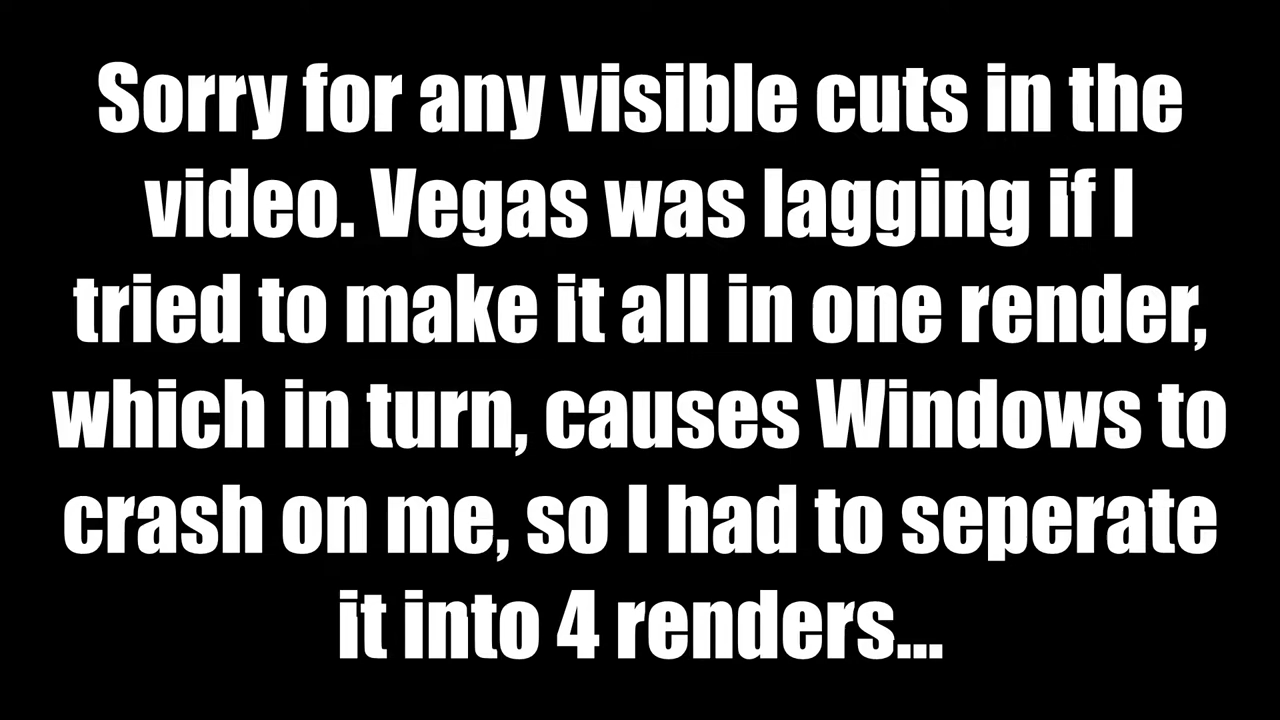 Sorry for any visible cuts in the
video. Vegas was lagging if I
tried to make it all in one render,
which in turn, causes Windows to
crash on me, so I had to seperate
it into 4 renders...